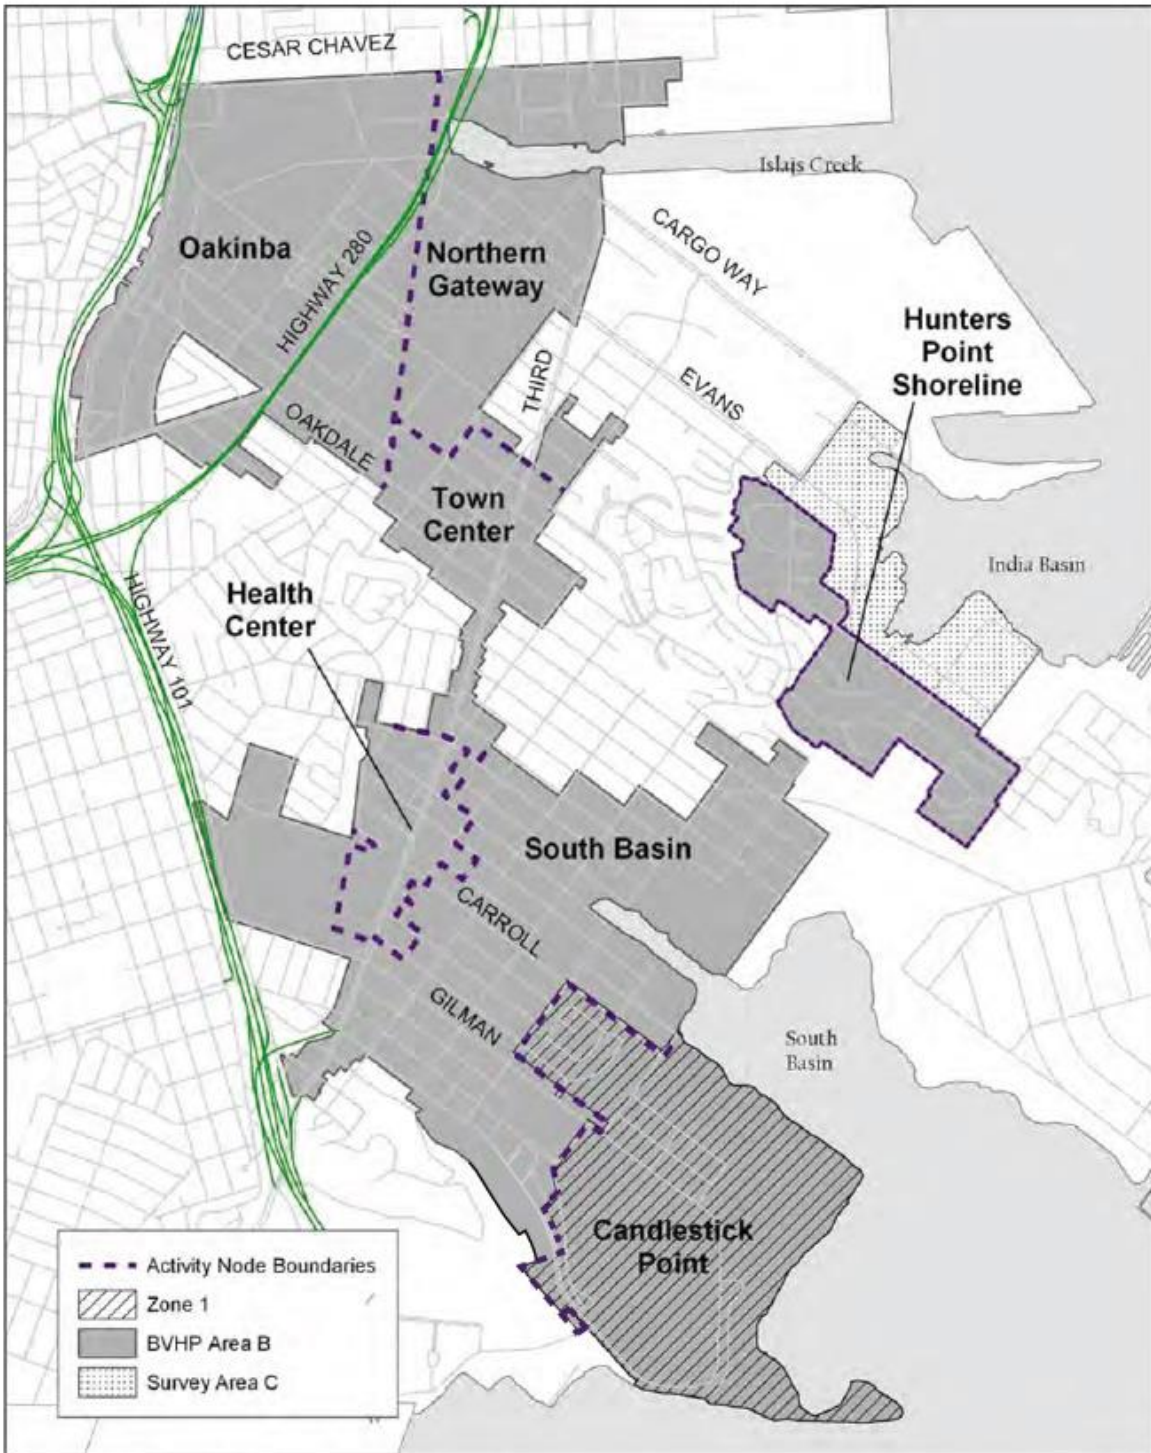 CESAR CHAVEZ
Islais Creek
Oakinba
HIGHWAY 280
Northern
Gateway
CARGO WAY
Hunters
Point
Shoreline
THIRD
EVANS
OAKDALE
Town
Center
India Basin
Health
Center
HIGHWAY 101
South Basin
CARROLL
GILMAN
South
Basin
Candlestick
Point
Activity Node Boundaries
Zone 1
BVHP Area B
Survey Area C